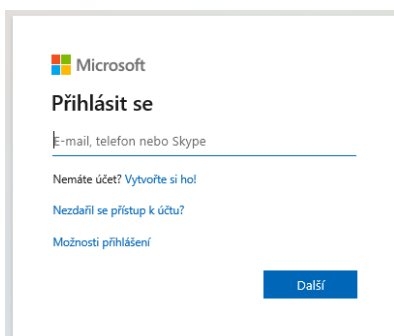 Microsoft
Přihlásit se
E-mail, telefon nebo Skype
Nemáte účet? Vytvořte si ho!
Nezdařil se přístup k účtu?
Možnosti přihlášení
Další